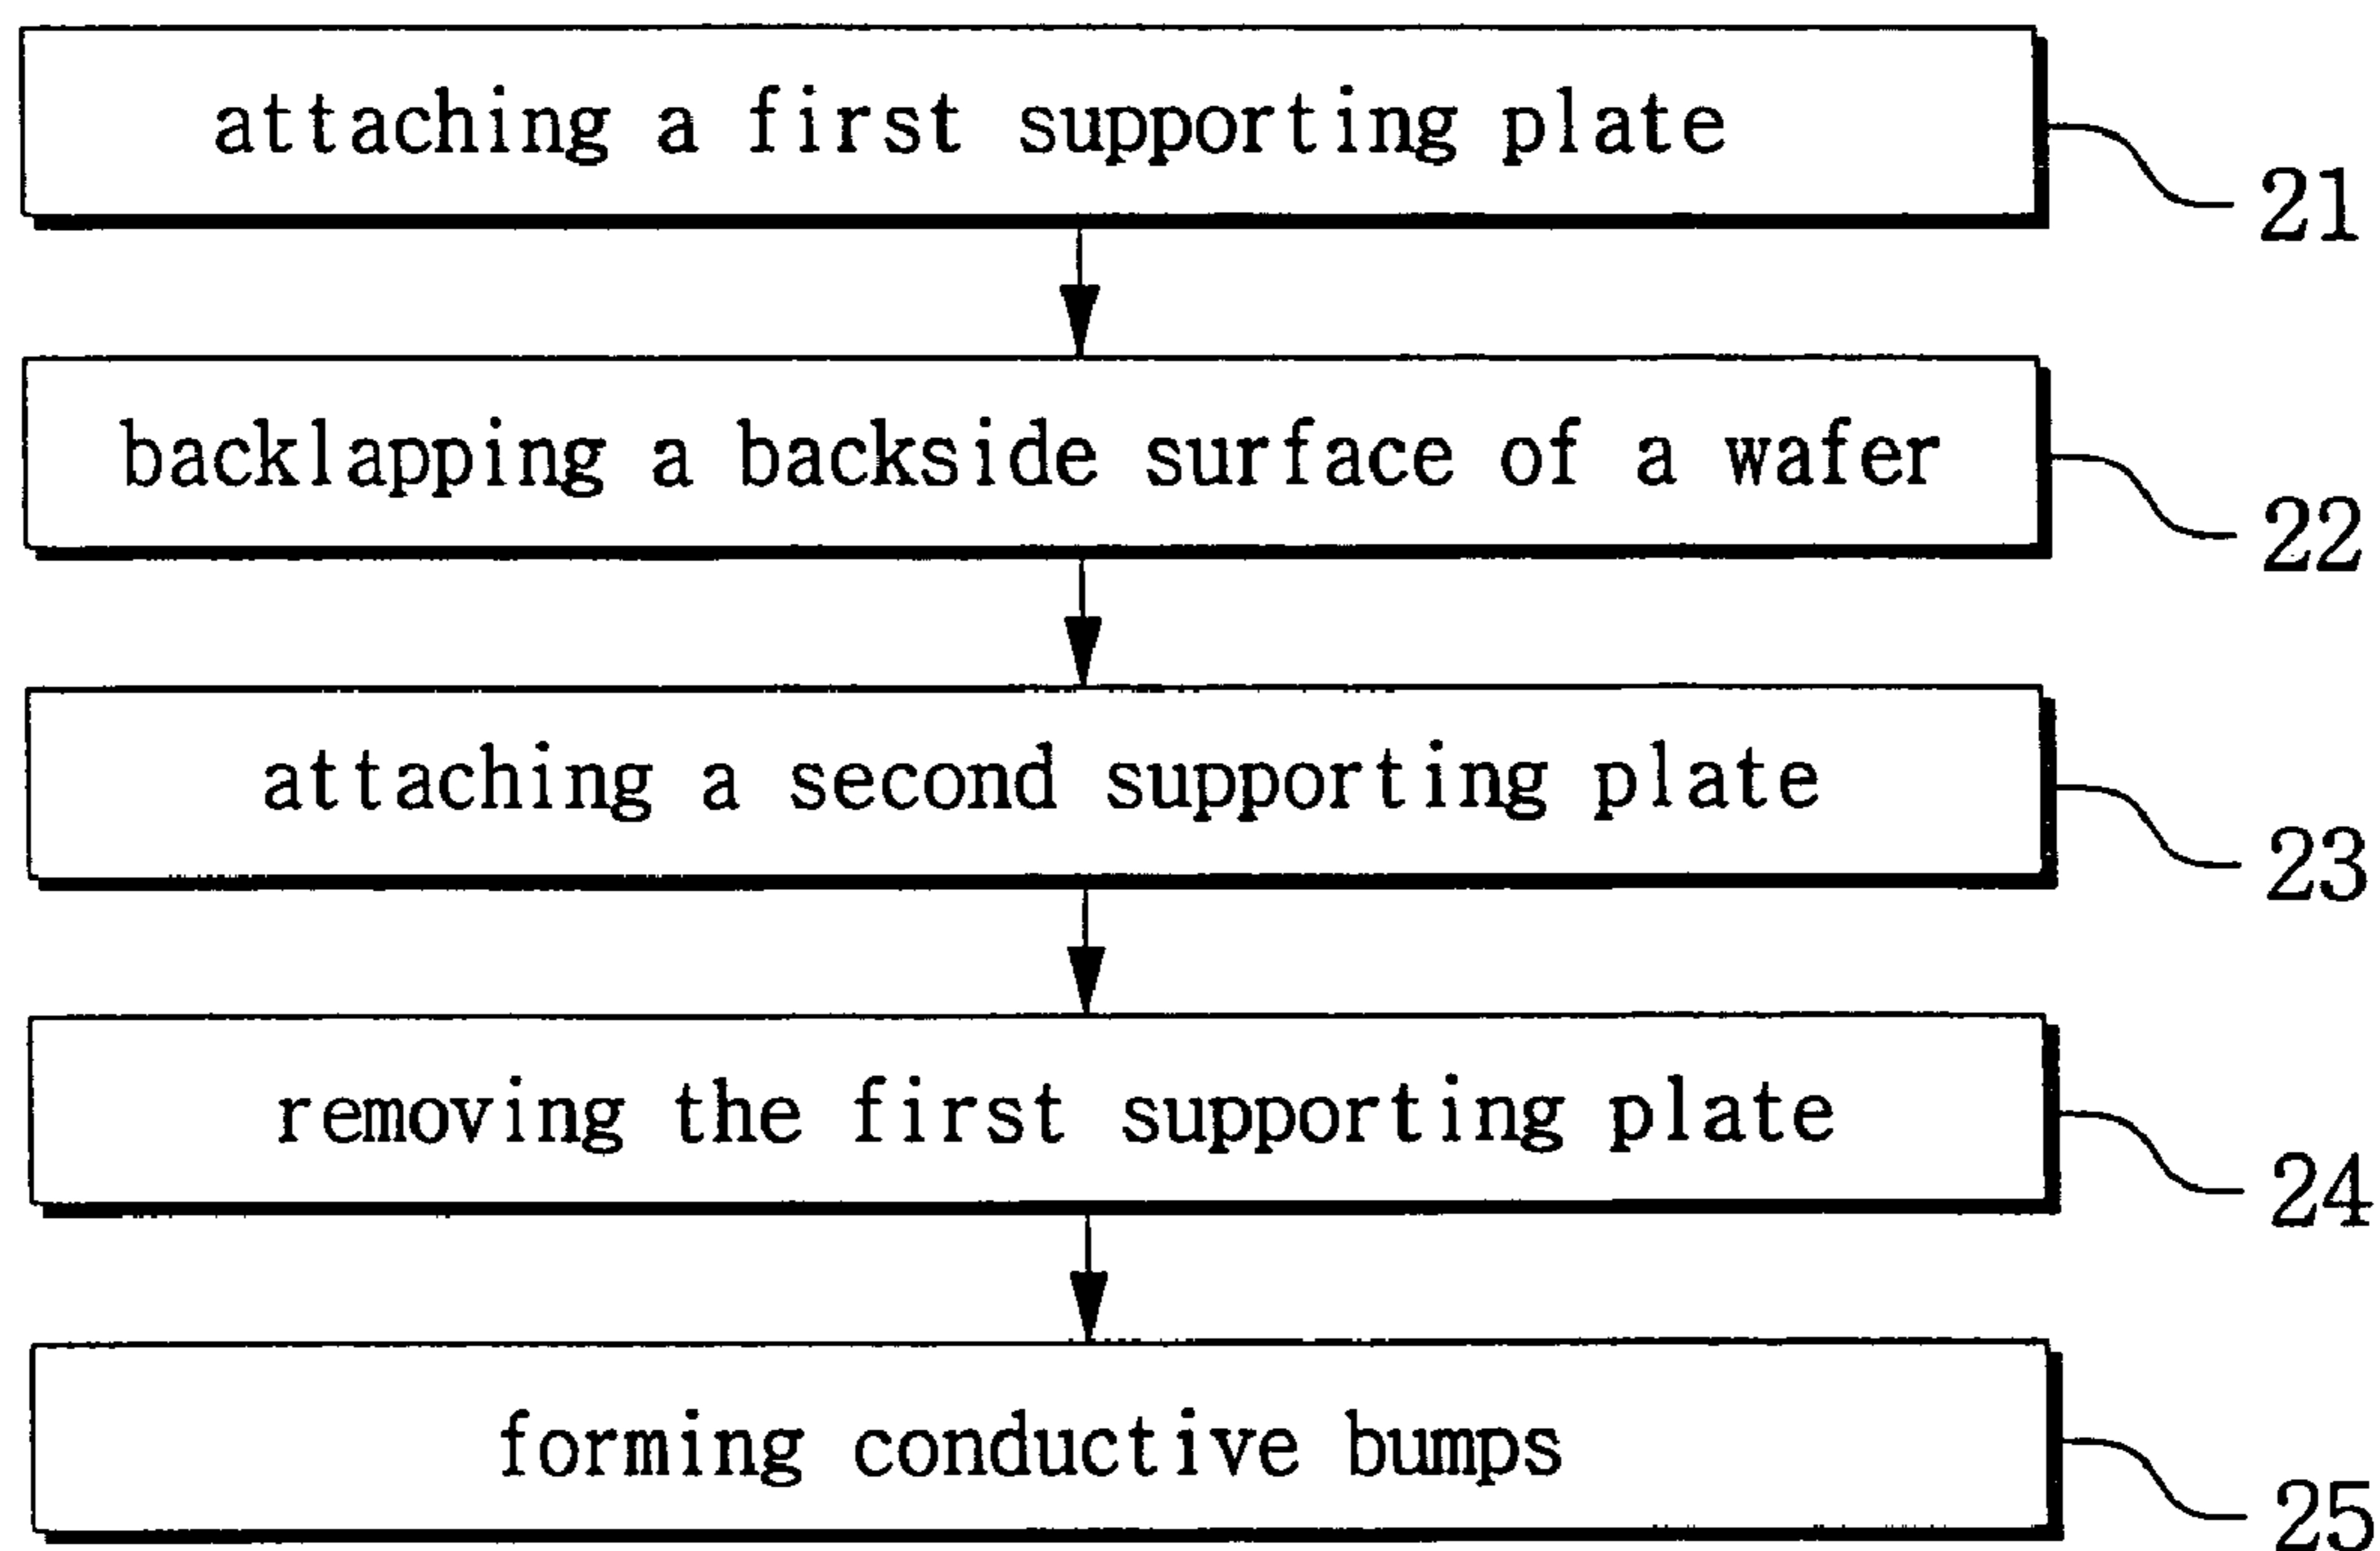 attaching a first supporting plate
21
backlapping a backside surface of a wafer
22
attaching a second supporting plate
23
removing the first supporting plate
24
forming conductive bumps
25